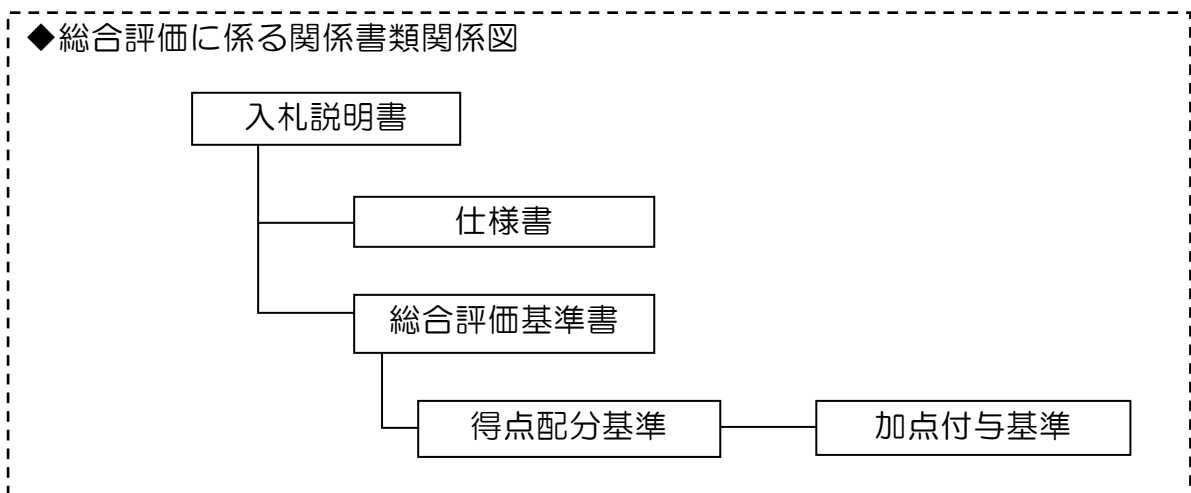 ◆総合評価に係る関係書類関係図
入札説明書
仕様書
総合評価基準書
得点配分基準
加点付与基準